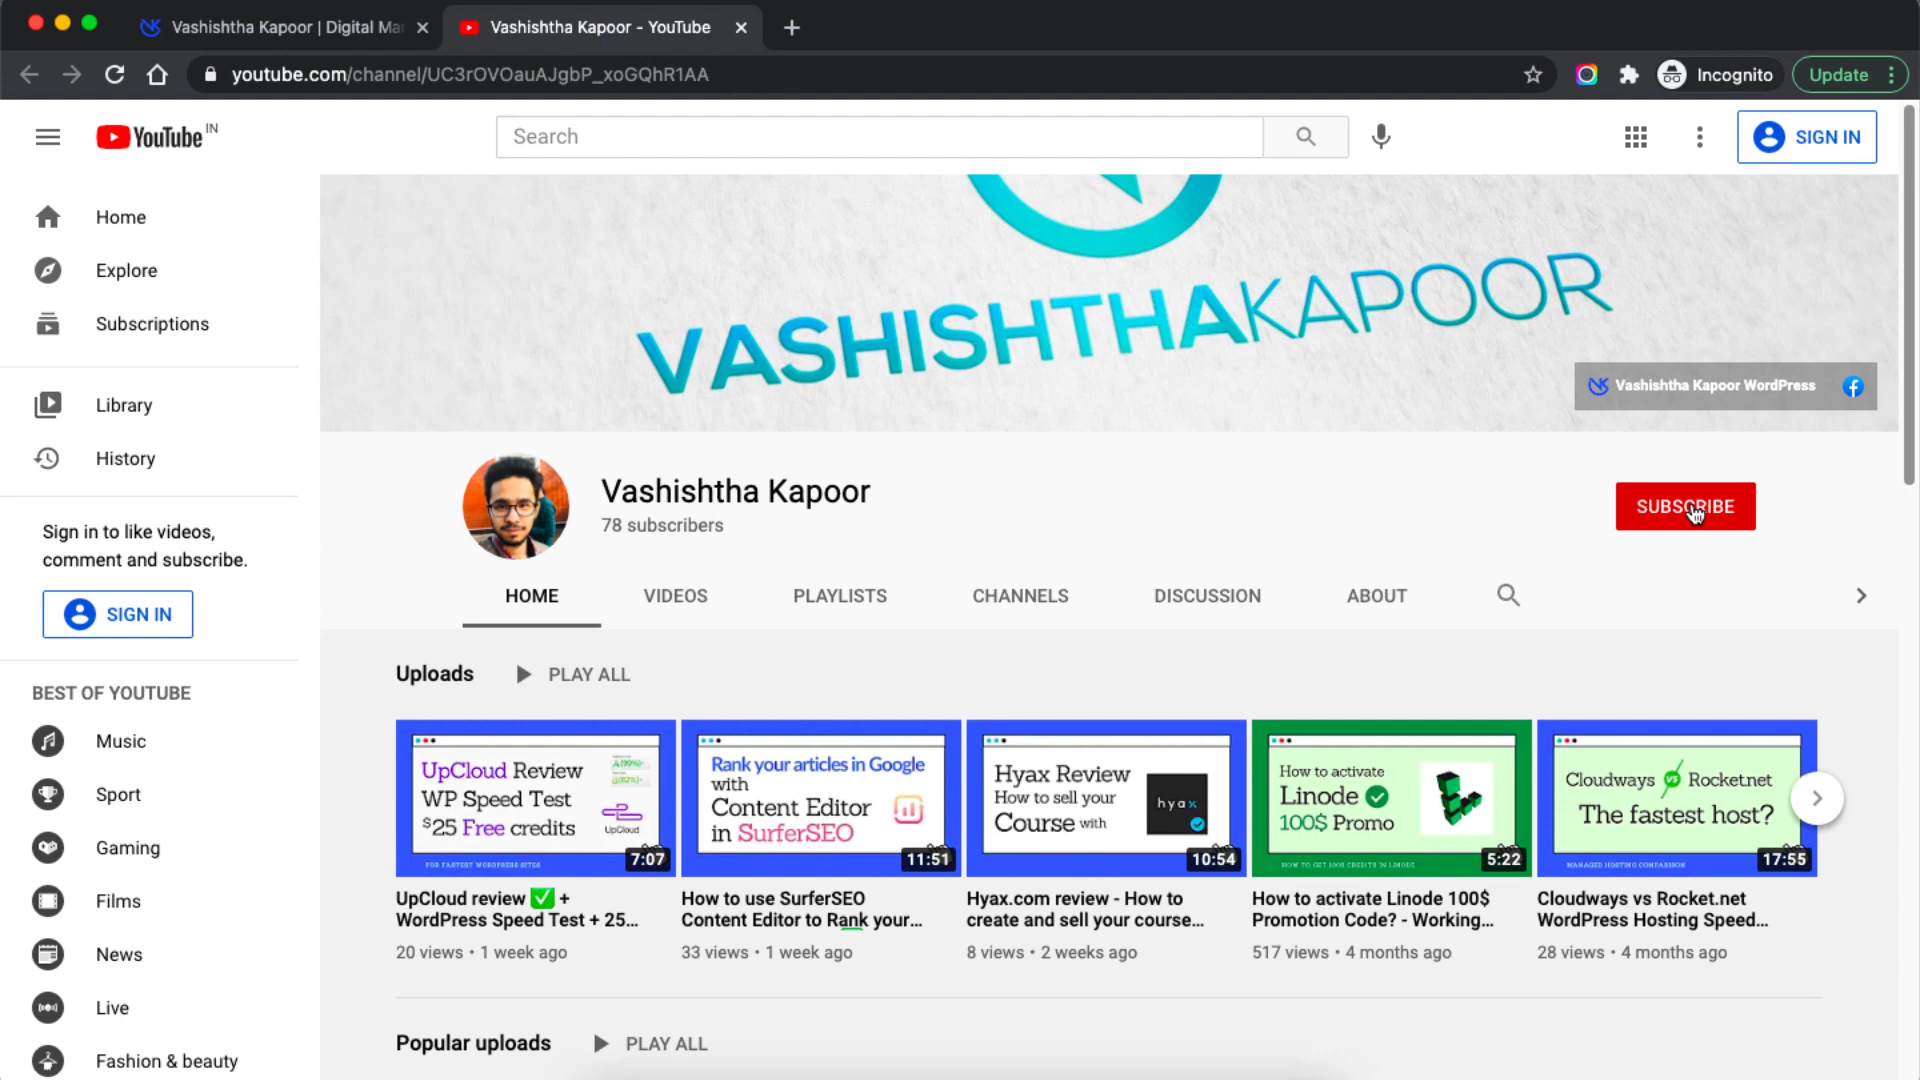 Vashishtha Kapoor | Digital Mar
Vashishtha Kapoor - YouTube
youtube.com/channel/UC3rOVOauAJgbP_xoGQhR1AA
Incognito
Update
YouTube IN
Search
SIGN IN
Home
Explore
Subscriptions
Library
History
Sign in to like videos,
comment and subscribe.
SIGN IN
BEST OF YOUTUBE
Music
Sport
Gaming
Films
News
Live
Fashion & beauty
VASHISHTHAKAPOOR
Vashishtha Kapoor WordPress
Vashishtha Kapoor
78 subscribers
SUBSCRIBE
HOME
VIDEOS
PLAYLISTS
CHANNELS
DISCUSSION
ABOUT
Uploads
PLAY ALL
UpCloud Review
WP Speed Test
$25 Free credits
UpCloud
FOR FASTEST WORDPRESS SITES
7:07
UpCloud review ✅ +
WordPress Speed Test + 25...
20 views • 1 week ago
Rank your articles in Google
with
Content Editor
in SurferSEO
11:51
How to use SurferSEO
Content Editor to Rank your...
33 views • 1 week ago
Hyax Review
How to sell your
Course with
hyax
10:54
Hyax.com review - How to
create and sell your course...
8 views • 2 weeks ago
How to activate
Linode
100$ Promo
HOW TO GET 100$ CREDITS IN LINODE
5:22
How to activate Linode 100$
Promotion Code? - Working...
517 views • 4 months ago
Cloudways VS Rocket.net
The fastest host?
MANAGED HOSTING COMPARISON
17:55
Cloudways vs Rocket.net
WordPress Hosting Speed...
28 views • 4 months ago
Popular uploads
PLAY ALL